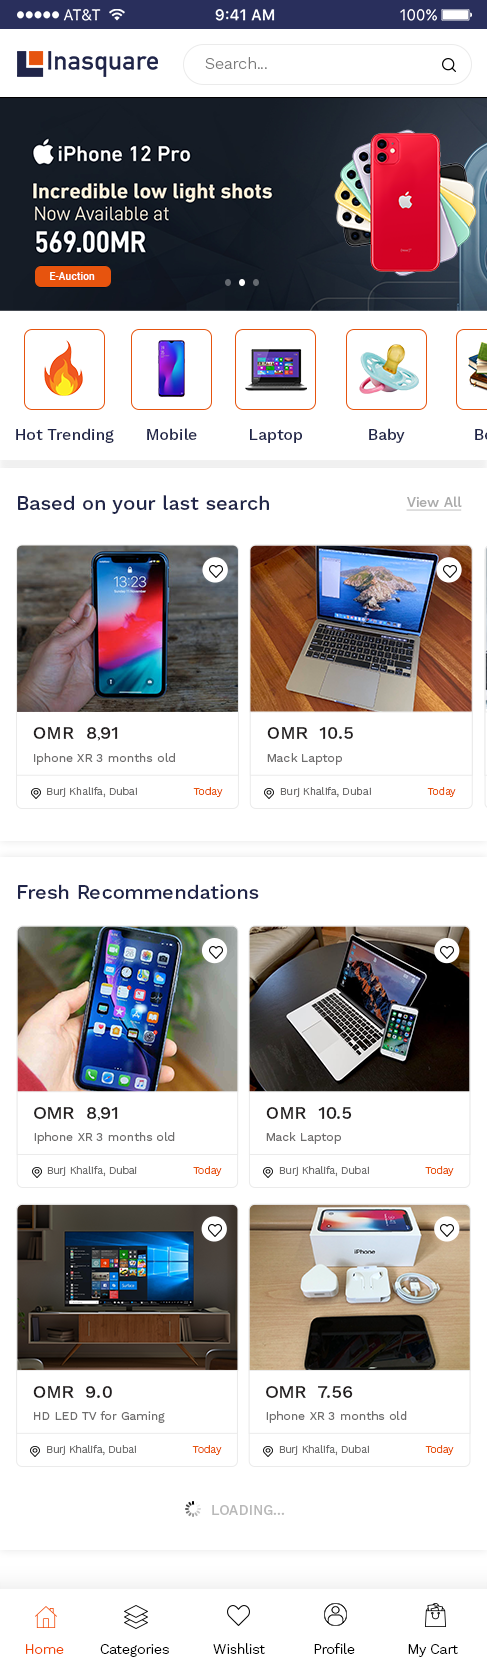 AT&T 9:41 AM 100%
Inasquare Search...
iPhone 12 Pro
Incredible low light shots
Now Available at
569.00MR
E-Auction
Hot Trending Mobile Laptop Baby
Based on your last search View All
13:23
OMR 8,91 OMR 10.5
Iphone XR 3 months old Mack Laptop
Burj Khalifa, Dubai Today Burj Khalifa, Dubai Today
Fresh Recommendations
OMR 8,91 OMR 10.5
Iphone XR 3 months old Mack Laptop
Burj Khalifa, Dubai Today Burj Khalifa, Dubai Today
iPhone
OMR 9.0 OMR 7.56
HD LED TV for Gaming Iphone XR 3 months old
Burj Khalifa, Dubai Today Burj Khalifa, Dubai Today
LOADING...
Home Categories Wishlist Profile My Cart